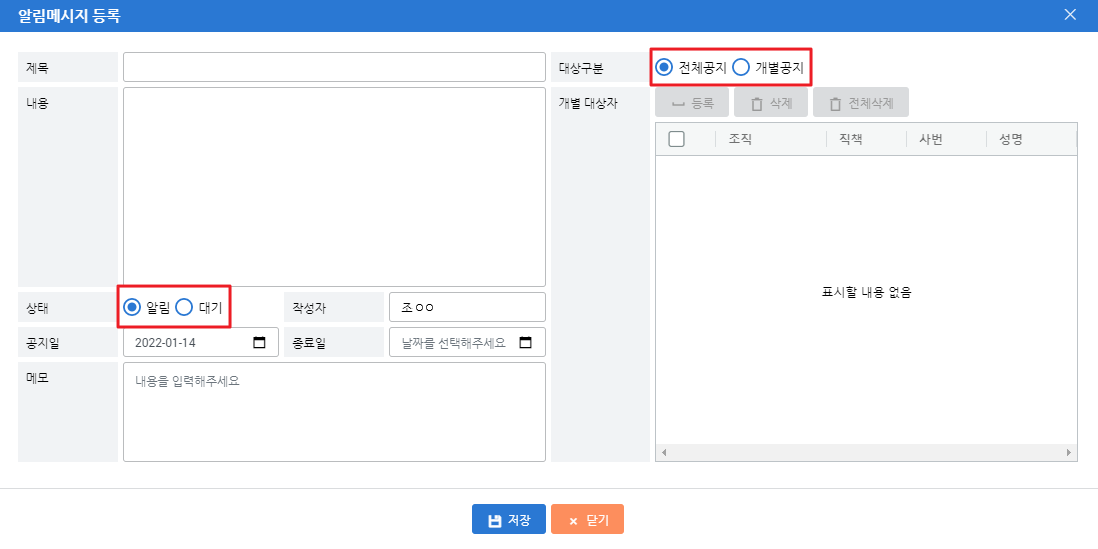 알림메시지 등록
제목
대상구분 전체공지 개별공지
내용
개별 대상자 등록 삭제 전체삭제
조직 직책 사번 성명
표시할 내용 없음
상태 알림 대기 작성자 조ㅇㅇ
공지일 2022-01-14 종료일 날짜를 선택해주세요
메모 내용을 입력해주세요
저장 닫기